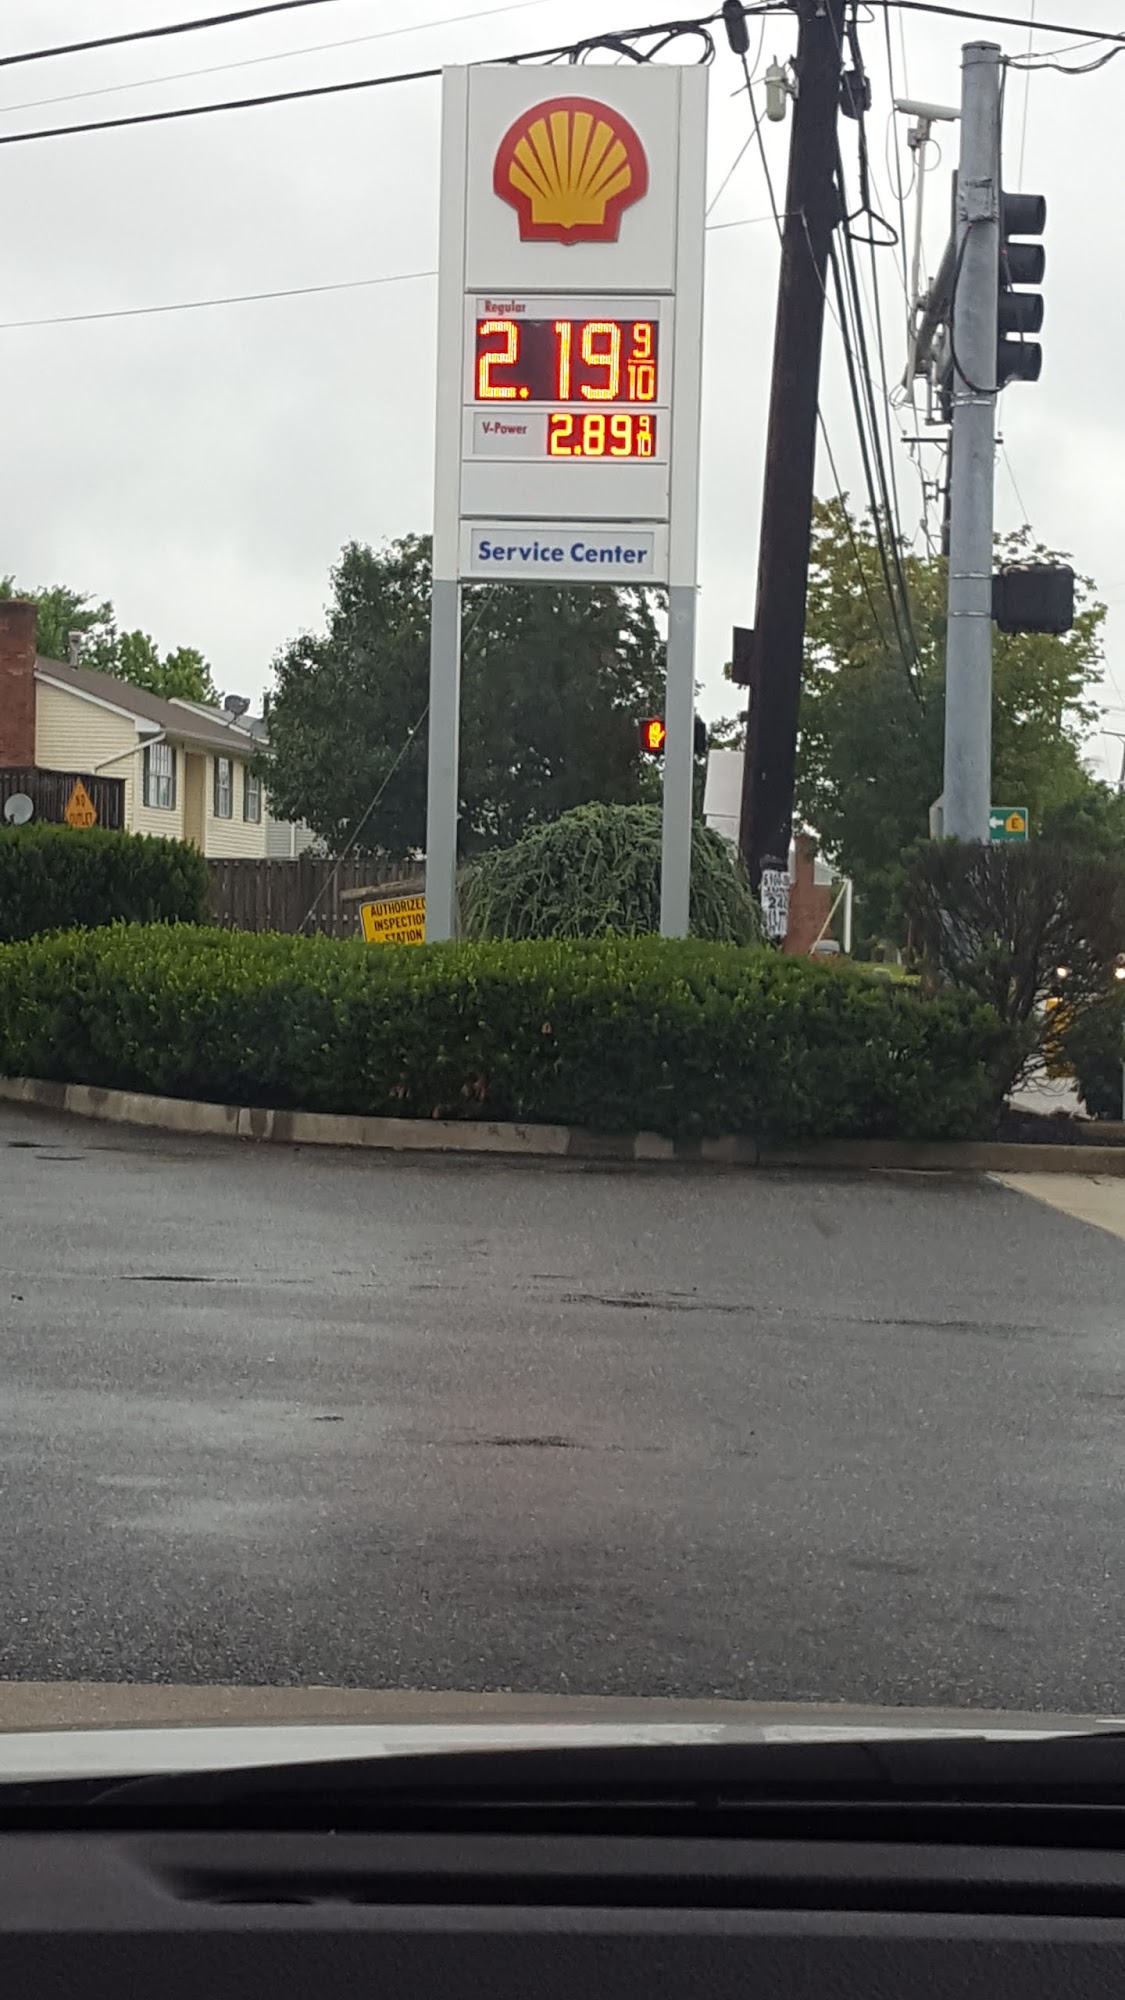 Regular
2.19 9/10
V-Power
2.89 9/10
Service Center
NO
OUTLET
E
AUTHORIZED
INSPECTION
STATION